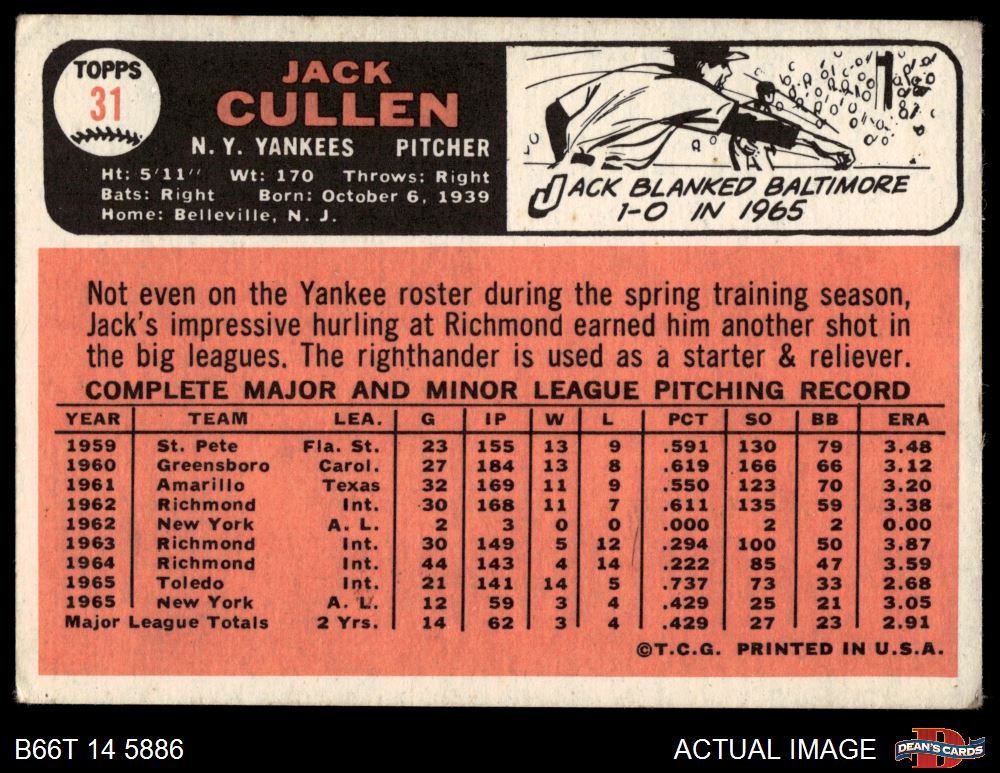 TOPPS
31
JACK
CULLEN
N. Y. YANKEES PITCHER
Ht: 5'11" Wt: 170 Throws: Right
Bats: Right Born: October 6, 1939
Home: Belleville, N. J.
JACK BLANKED BALTIMORE
1-0 IN 1965
Not even on the Yankee roster during the spring training season,
Jack's impressive hurling at Richmond earned him another shot in
the big leagues. The righthander is used as a starter & reliever.
COMPLETE MAJOR AND MINOR LEAGUE PITCHING RECORD
YEAR TEAM LEA. G IP W L PCT SO BB ERA
1959 St. Pete Fla. St. 23 155 13 9 .591 130 79 3.48
1960 Greensboro Carol. 27 184 13 8 .619 166 66 3.12
1961 Amarillo Texas 32 169 11 9 .550 123 70 3.20
1962 Richmond Int. 30 168 11 7 .611 135 59 3.38
1962 New York A. L. 2 3 0 0 .000 2 2 0.00
1963 Richmond Int. 30 149 5 12 .294 100 50 3.87
1964 Richmond Int. 44 143 4 14 .222 85 47 3.59
1965 Toledo Int. 21 141 14 5 .737 73 33 2.68
1965 New York A. L. 12 59 3 4 .429 25 21 3.05
Major League Totals 2 Yrs. 14 62 3 4 .429 27 23 2.91
©T.C.G. PRINTED IN U.S.A.
B66T 14 5886
ACTUAL IMAGE
D
DEAN'S CARDS